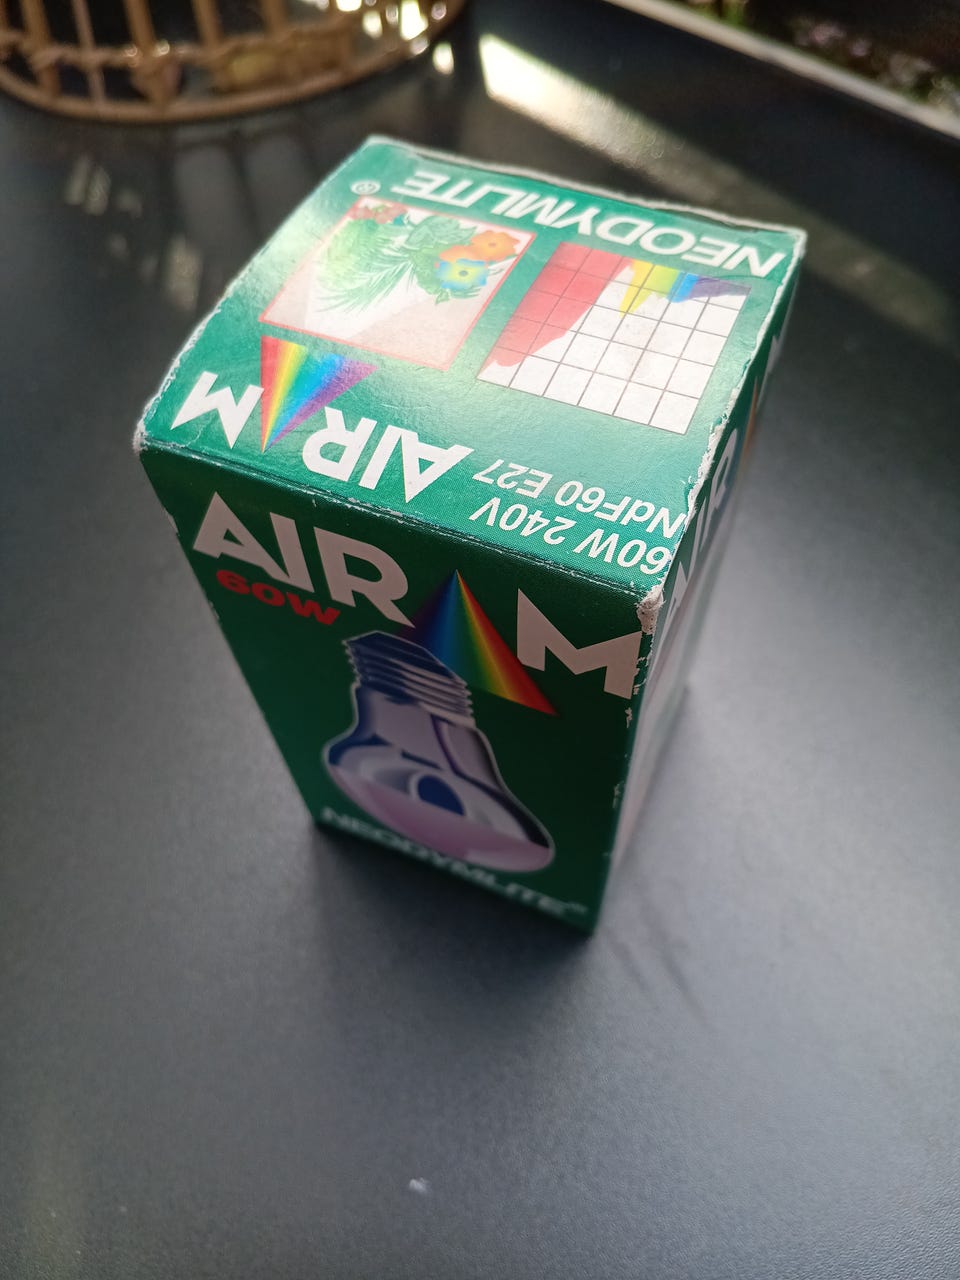 NEODYMLITE®
AIRAM
60W 240V
NdF60 E27
AIRAM
60W
NEODYMLITE